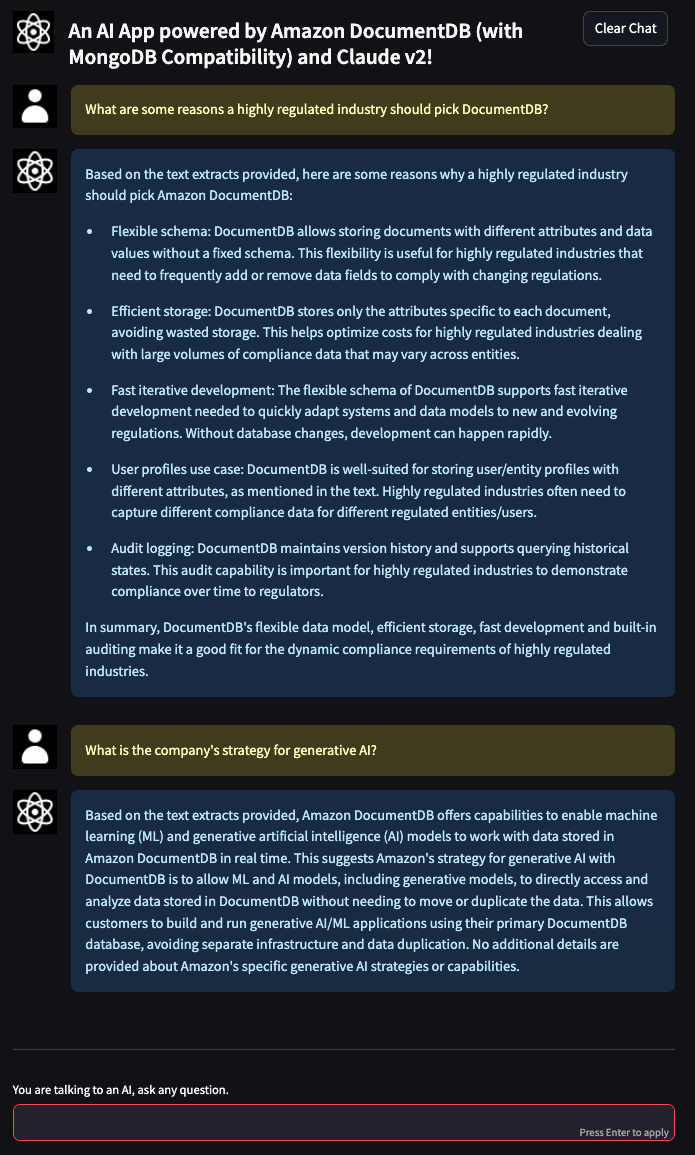 An AI App powered by Amazon DocumentDB (with
MongoDB Compatibility) and Claude v2!
Clear Chat
What are some reasons a highly regulated industry should pick DocumentDB?
Based on the text extracts provided, here are some reasons why a highly regulated industry
should pick Amazon DocumentDB:
• Flexible schema: DocumentDB allows storing documents with different attributes and data
values without a fixed schema. This flexibility is useful for highly regulated industries that
need to frequently add or remove data fields to comply with changing regulations.
• Efficient storage: DocumentDB stores only the attributes specific to each document,
avoiding wasted storage. This helps optimize costs for highly regulated industries dealing
with large volumes of compliance data that may vary across entities.
• Fast iterative development: The flexible schema of DocumentDB supports fast iterative
development needed to quickly adapt systems and data models to new and evolving
regulations. Without database changes, development can happen rapidly.
• User profiles use case: DocumentDB is well-suited for storing user/entity profiles with
different attributes, as mentioned in the text. Highly regulated industries often need to
capture different compliance data for different regulated entities/users.
• Audit logging: DocumentDB maintains version history and supports querying historical
states. This audit capability is important for highly regulated industries to demonstrate
compliance over time to regulators.
In summary, DocumentDB's flexible data model, efficient storage, fast development and built-in
auditing make it a good fit for the dynamic compliance requirements of highly regulated
industries.
What is the company's strategy for generative AI?
Based on the text extracts provided, Amazon DocumentDB offers capabilities to enable machine
learning (ML) and generative artificial intelligence (AI) models to work with data stored in
Amazon DocumentDB in real time. This suggests Amazon's strategy for generative AI with
DocumentDB is to allow ML and AI models, including generative models, to directly access and
analyze data stored in DocumentDB without needing to move or duplicate the data. This allows
customers to build and run generative AI/ML applications using their primary DocumentDB
database, avoiding separate infrastructure and data duplication. No additional details are
provided about Amazon's specific generative AI strategies or capabilities.
You are talking to an AI, ask any question.
Press Enter to apply